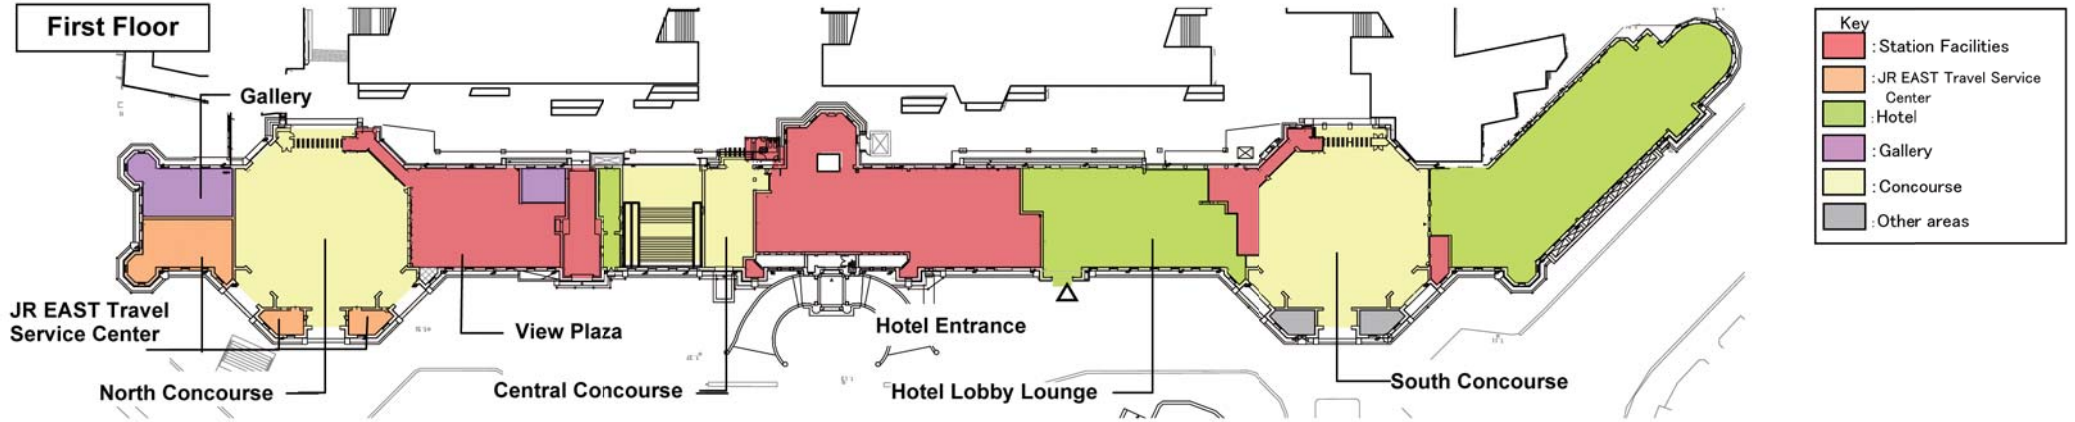 First Floor
Gallery
JR EAST Travel
Service Center
North Concourse
View Plaza
Central Concourse
Hotel Entrance
Hotel Lobby Lounge
South Concourse
Key
:Station Facilities
:JR EAST Travel Service
Center
:Hotel
:Gallery
:Concourse
:Other areas